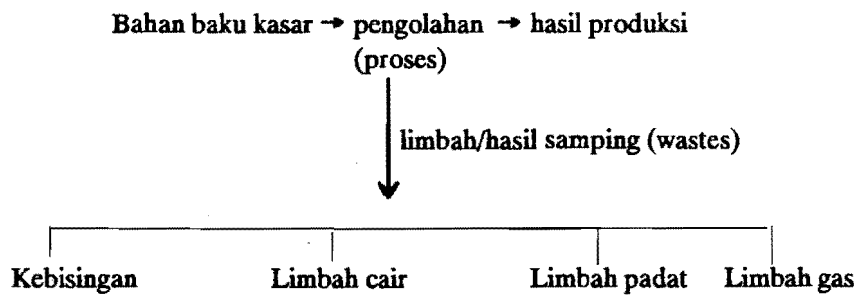 Bahan baku kasar → pengolahan → hasil produksi
(proses)
limbah/hasil samping (wastes)
Kebisingan Limbah cair Limbah padat Limbah gas